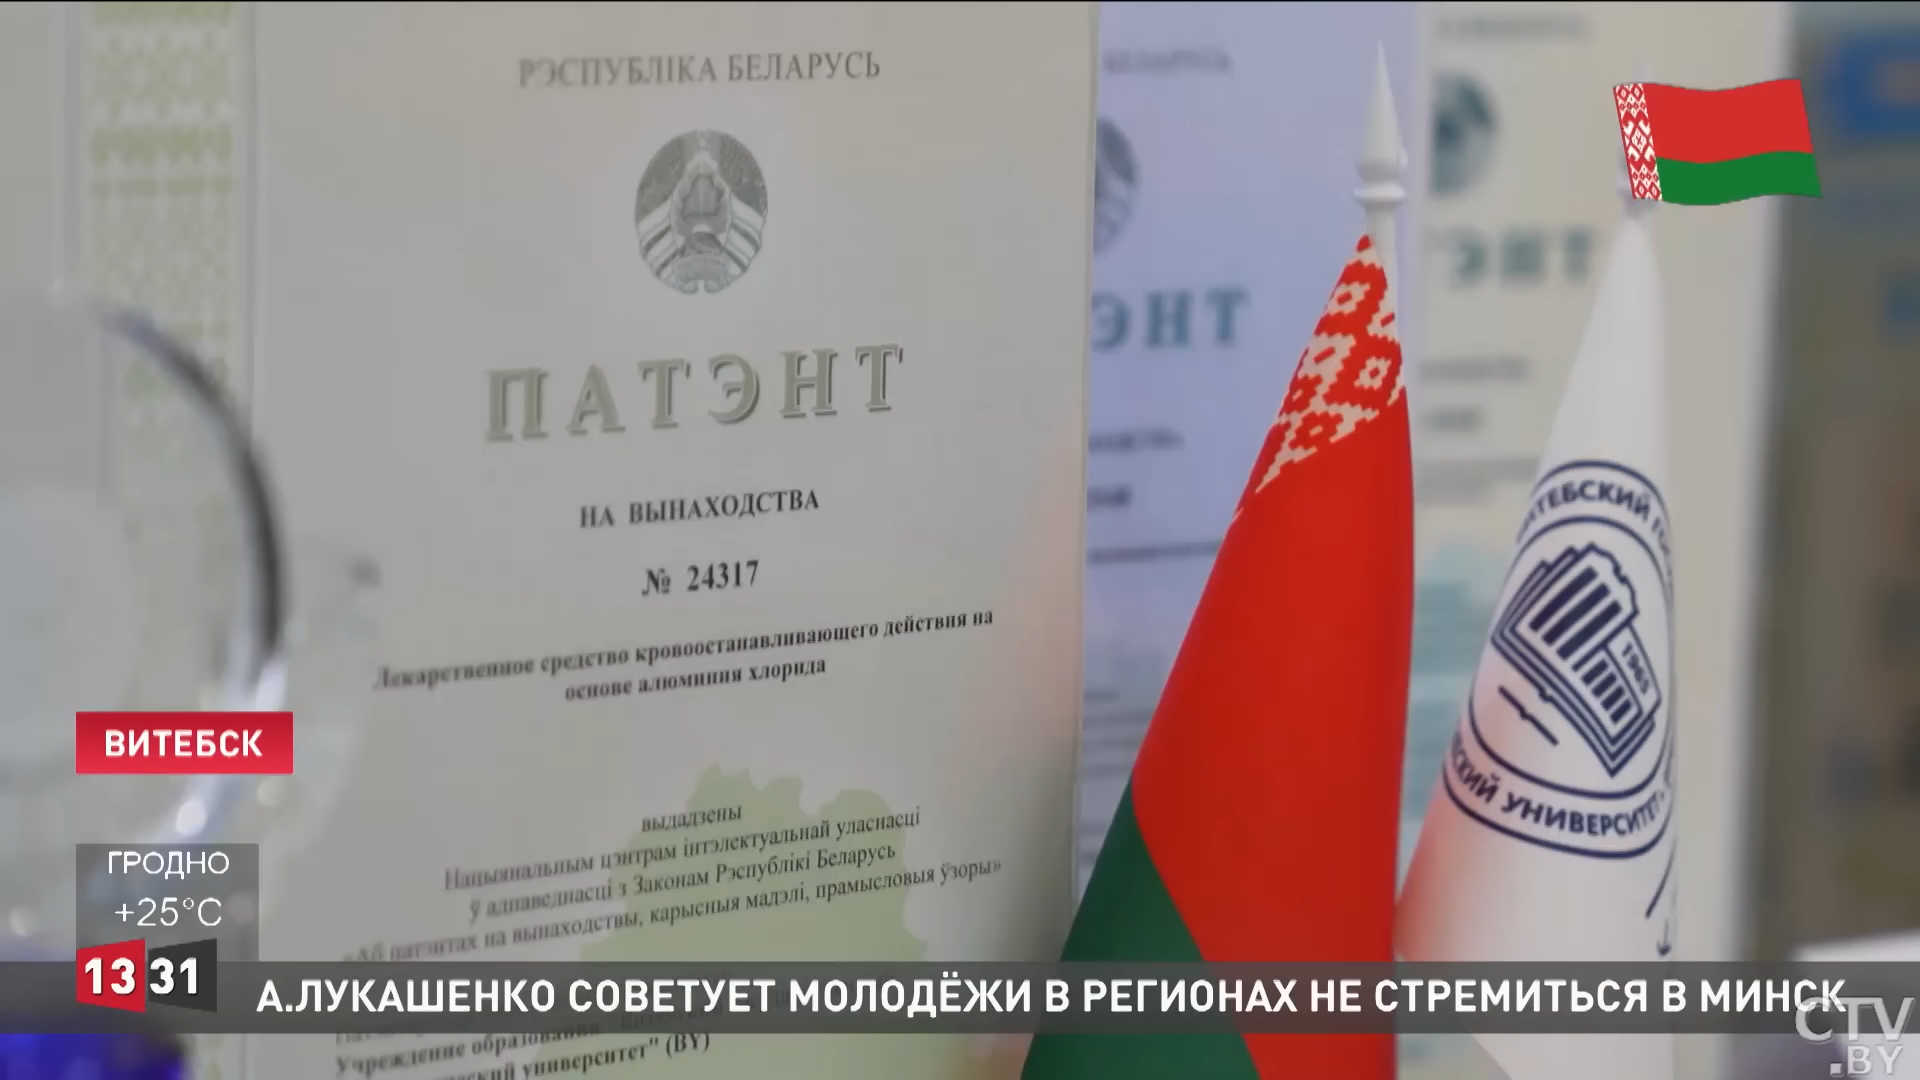 РЭСПУБЛІКА БЕЛАРУСЬ
ПАТЭНТ
НА ВЫНАХОДСТВА
№ 24317
Лекарственное средство кровоостанавливающего действия на
основе алюминия хлорида
выдадзены
Нацыянальным цэнтрам інтэлектуальнай уласнасці
ў адпаведнасці з Законам Рэспублікі Беларусь
«Аб патэнтах на вынаходствы, карысныя мадэлі, прамысловыя ўзоры»
Учреждение образования
университет" (BY)
ЭНТ
ЭНТ
1965
УНИВЕРСИТЕТ
ВИТЕБСК
ГРОДНО
+25°C
13 31
А.ЛУКАШЕНКО СОВЕТУЕТ МОЛОДЁЖИ В РЕГИОНАХ НЕ СТРЕМИТЬСЯ В МИНСК
CTV
.BY